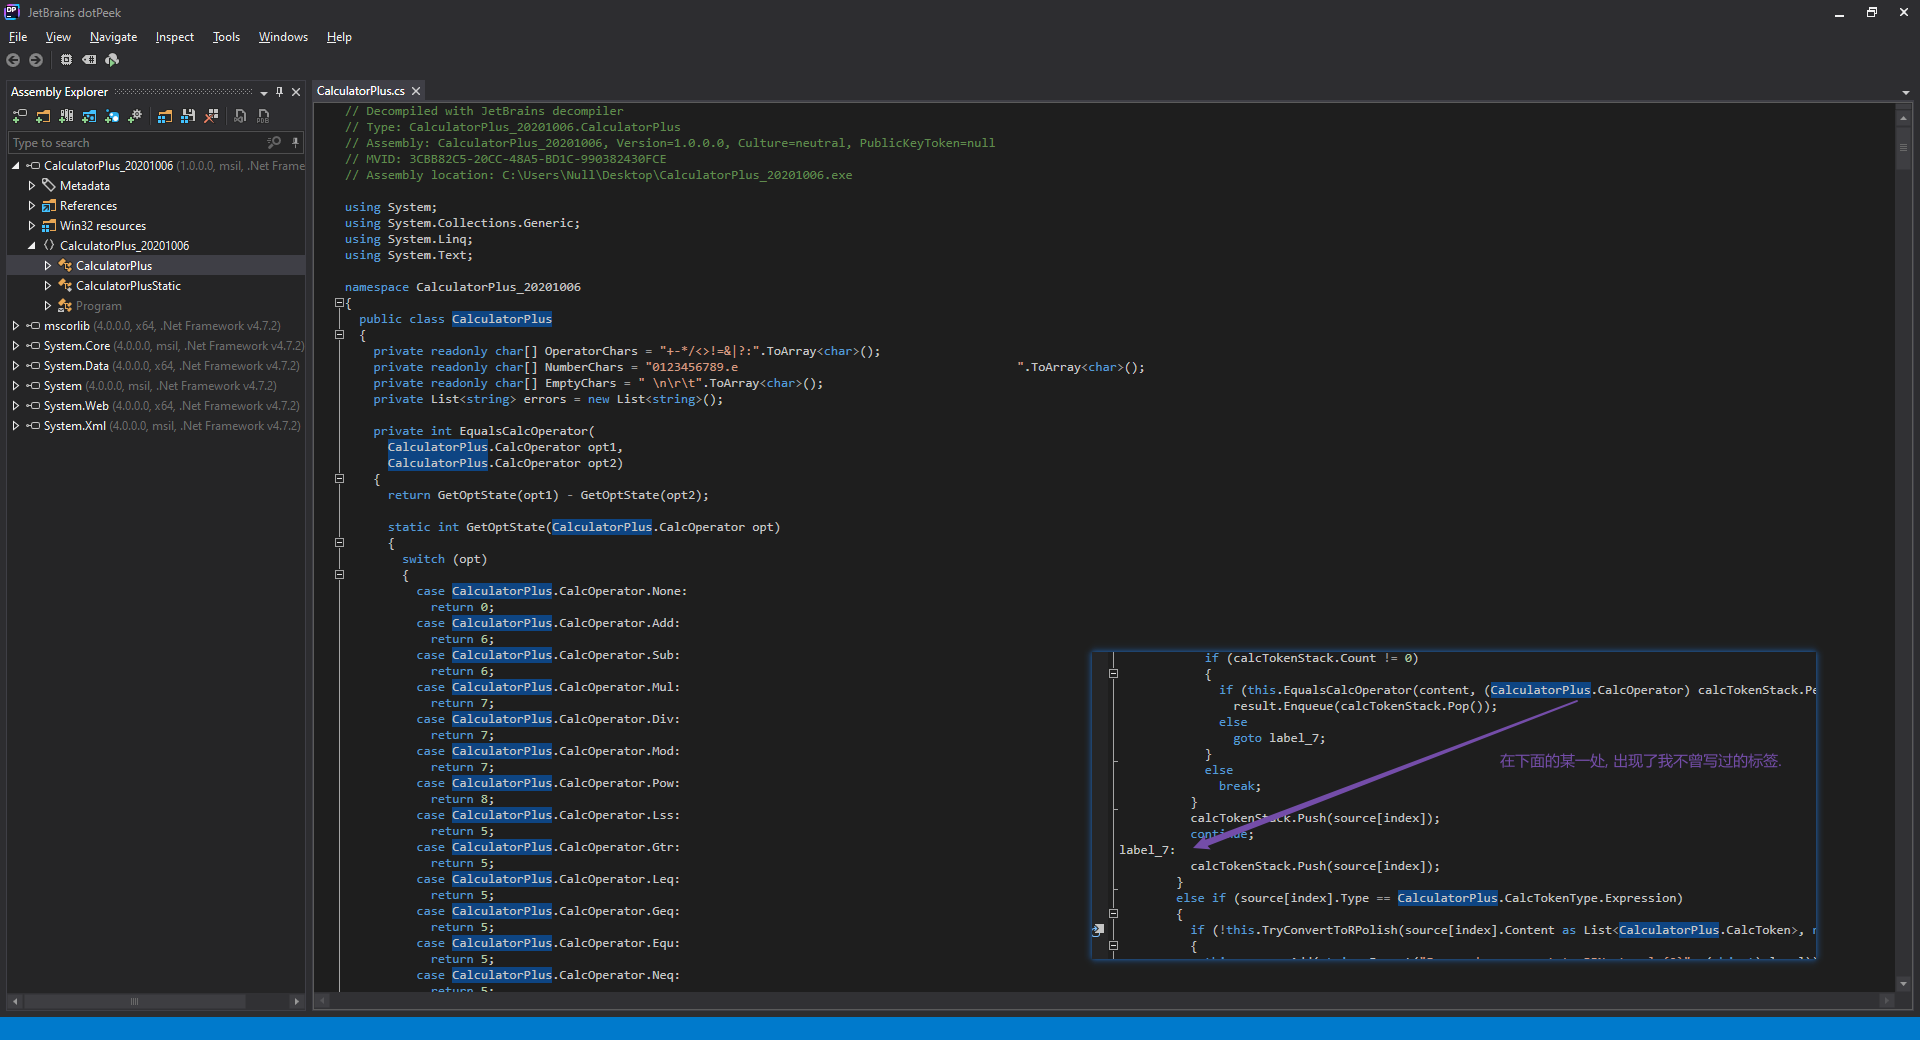 JetBrains dotPeek
File View Navigate Inspect Tools Windows Help
Assembly Explorer
Type to search
CalculatorPlus_20201006 (1.0.0.0, msil, .Net Frame
Metadata
References
Win32 resources
CalculatorPlus_20201006
CalculatorPlus
CalculatorPlusStatic
Program
mscorlib (4.0.0.0, x64, .Net Framework v4.7.2)
System.Core (4.0.0.0, msil, .Net Framework v4.7.2)
System.Data (4.0.0.0, x64, .Net Framework v4.7.2)
System (4.0.0.0, msil, .Net Framework v4.7.2)
System.Web (4.0.0.0, x64, .Net Framework v4.7.2)
System.Xml (4.0.0.0, msil, .Net Framework v4.7.2)
CalculatorPlus.cs
// Decompiled with JetBrains decompiler
// Type: CalculatorPlus_20201006.CalculatorPlus
// Assembly: CalculatorPlus_20201006, Version=1.0.0.0, Culture=neutral, PublicKeyToken=null
// MVID: 3CBB82C5-20CC-48A5-BD1C-990382430FCE
// Assembly location: C:\Users\Null\Desktop\CalculatorPlus_20201006.exe
using System;
using System.Collections.Generic;
using System.Linq;
using System.Text;
namespace CalculatorPlus_20201006
{
public class CalculatorPlus
{
private readonly char[] OperatorChars = "+-*/<>!=&|?:".ToArray<char>();
private readonly char[] NumberChars = "0123456789.e                                       ".ToArray<char>();
private readonly char[] EmptyChars = " \n\r\t".ToArray<char>();
private List<string> errors = new List<string>();
private int EqualsCalcOperator(
CalculatorPlus.CalcOperator opt1,
CalculatorPlus.CalcOperator opt2)
{
return GetOptState(opt1) - GetOptState(opt2);
static int GetOptState(CalculatorPlus.CalcOperator opt)
{
switch (opt)
{
case CalculatorPlus.CalcOperator.None:
return 0;
case CalculatorPlus.CalcOperator.Add:
return 6;
case CalculatorPlus.CalcOperator.Sub:
return 6;
case CalculatorPlus.CalcOperator.Mul:
return 7;
case CalculatorPlus.CalcOperator.Div:
return 7;
case CalculatorPlus.CalcOperator.Mod:
return 7;
case CalculatorPlus.CalcOperator.Pow:
return 8;
case CalculatorPlus.CalcOperator.Lss:
return 5;
case CalculatorPlus.CalcOperator.Gtr:
return 5;
case CalculatorPlus.CalcOperator.Leq:
return 5;
case CalculatorPlus.CalcOperator.Geq:
return 5;
case CalculatorPlus.CalcOperator.Equ:
return 5;
case CalculatorPlus.CalcOperator.Neq:
return 5;
if (calcTokenStack.Count != 0)
{
if (this.EqualsCalcOperator(content, (CalculatorPlus.CalcOperator) calcTokenStack.Pe
result.Enqueue(calcTokenStack.Pop());
else
goto label_7;
}
else
break;
}
calcTokenStack.Push(source[index]);
continue;
label_7:
calcTokenStack.Push(source[index]);
}
else if (source[index].Type == CalculatorPlus.CalcTokenType.Expression)
{
if (!this.TryConvertToRPolish(source[index].Content as List<CalculatorPlus.CalcToken>,
{
在下面的某一处, 出现了我不曾写过的标签.